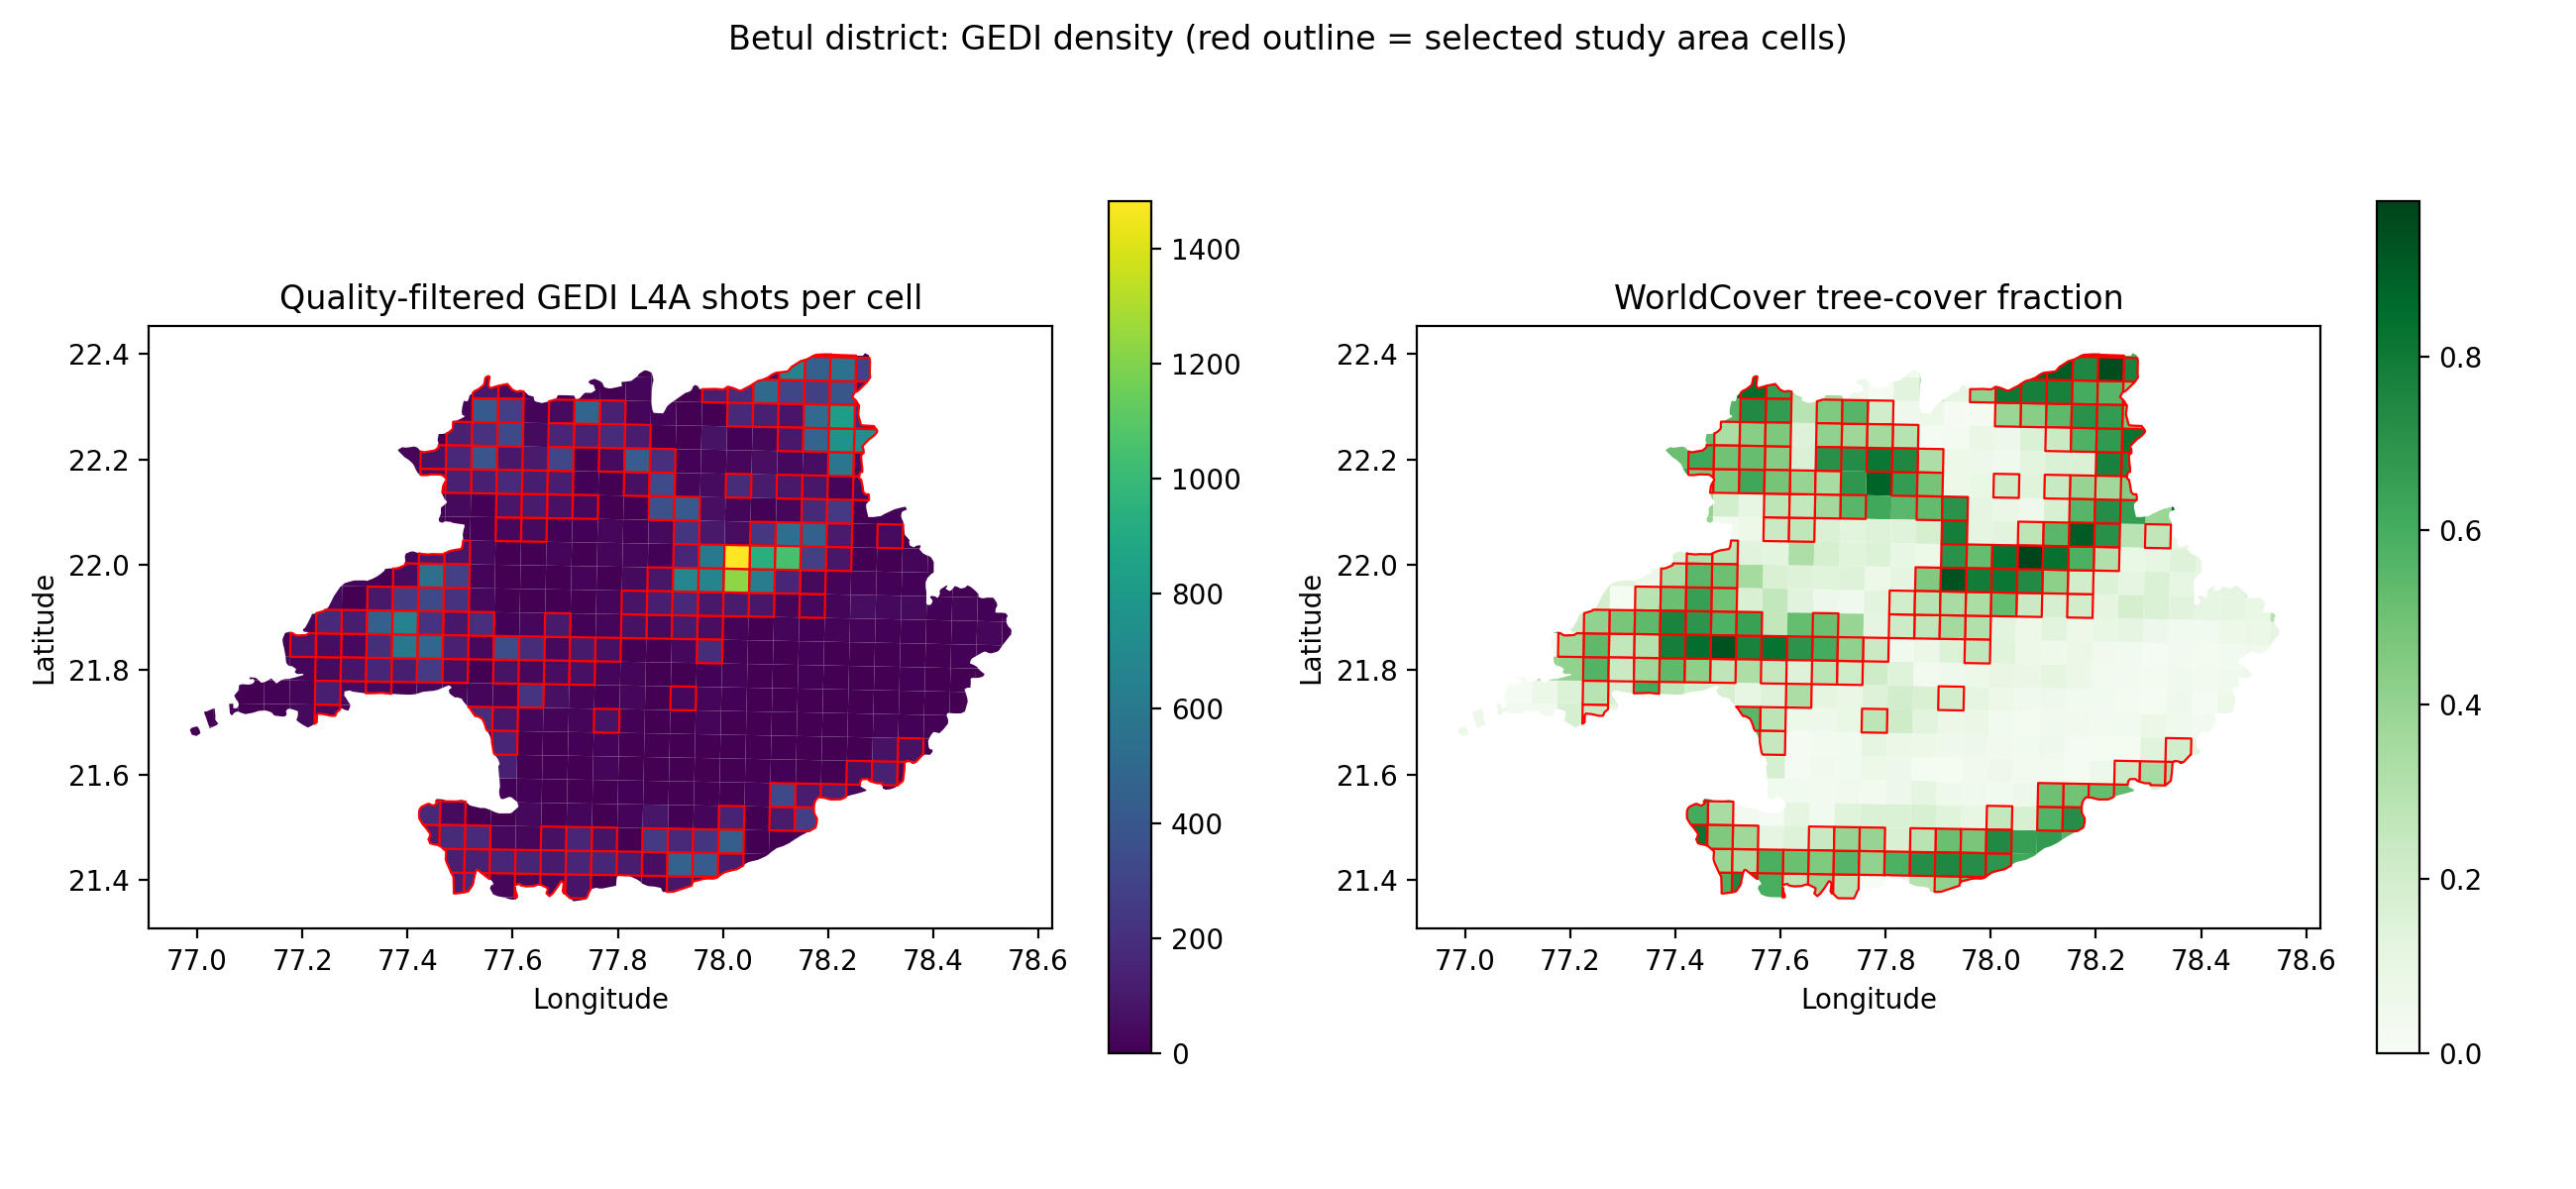 Betul district: GEDI density (red outline = selected study area cells)
Quality-filtered GEDI L4A shots per cell
22.4
22.2
22.0
21.8
21.6
21.4
Latitude
77.0 77.2 77.4 77.6 77.8 78.0 78.2 78.4 78.6
Longitude
1400
1200
1000
800
600
400
200
0
WorldCover tree-cover fraction
22.4
22.2
22.0
21.8
21.6
21.4
Latitude
77.0 77.2 77.4 77.6 77.8 78.0 78.2 78.4 78.6
Longitude
0.8
0.6
0.4
0.2
0.0